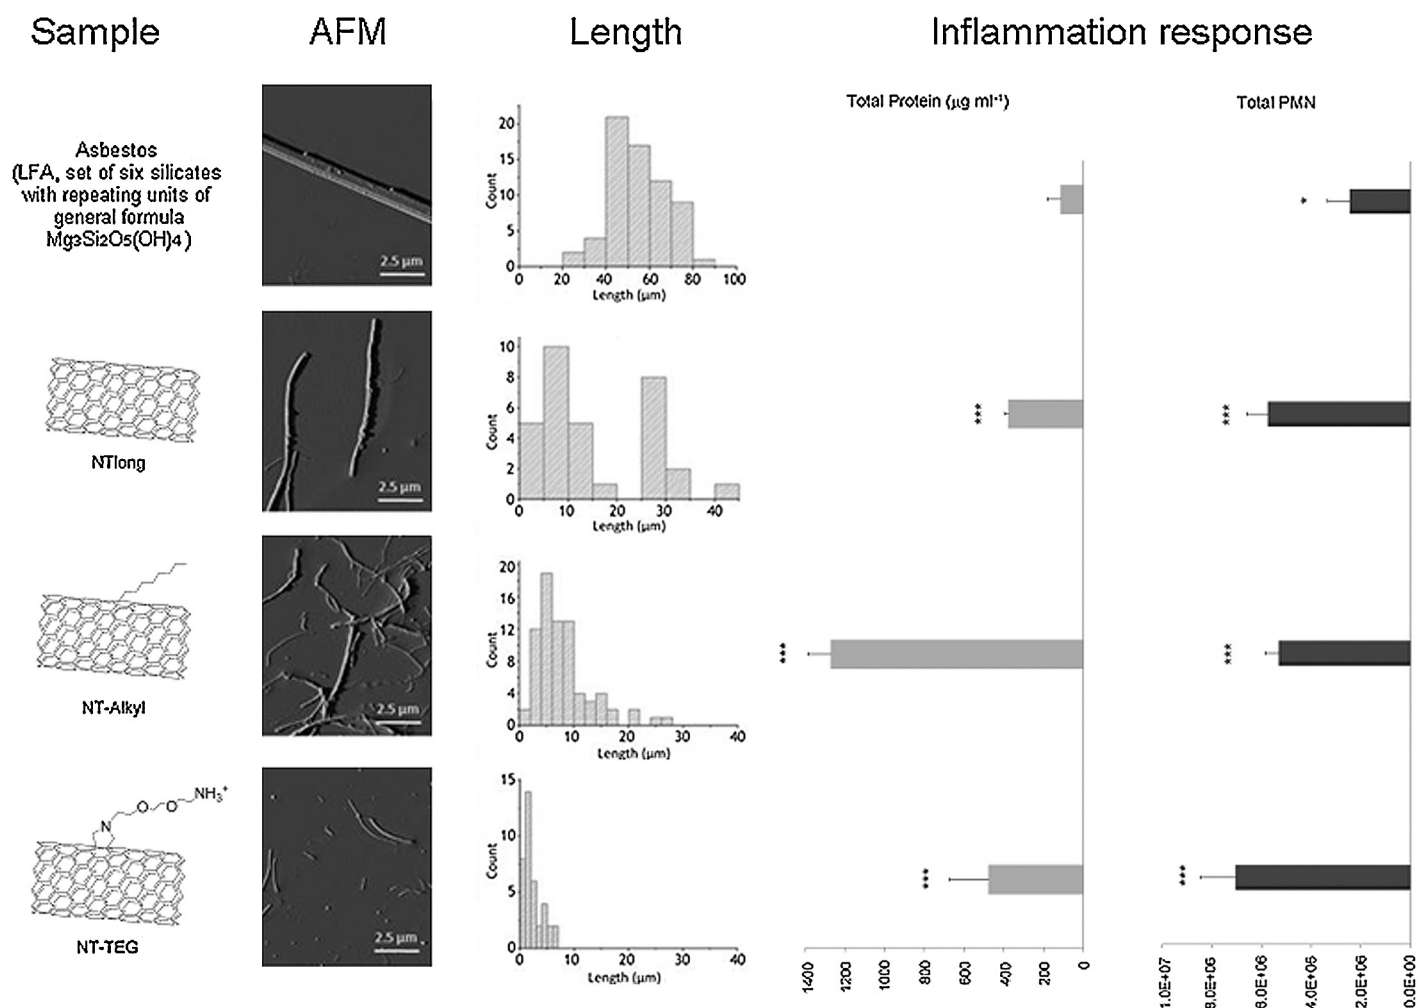 Sample
AFM
Length
Inflammation response
Total Protein (µg ml⁻¹)
Total PMN
Asbestos
(LFA, set of six silicates
with repeating units of
general formula
Mg3Si2O5(OH)4)
2.5 µm
20
15
10
5
0
Count
0 20 40 60 80 100
Length (µm)
*
NTlong
2.5 µm
10
8
6
4
2
0
Count
0 10 20 30 40
Length (µm)
***
***
NT-Alkyl
2.5 µm
20
16
12
8
4
0
Count
0 10 20 30 40
Length (µm)
***
***
N
O
O
NH3+
NT-TEG
2.5 µm
15
10
5
0
Count
0 10 20 30 40
Length (µm)
***
***
1400 1200 1000 800 600 400 200 0
1.0E+07 8.0E+06 4.0E+06 2.0E+06 0.0E+00